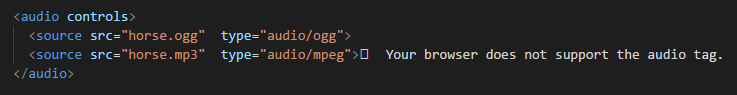 <audio controls>
<source src="horse.ogg"  type="audio/ogg">
<source src="horse.mp3"  type="audio/mpeg">▯  Your browser does not support the audio tag.
</audio>